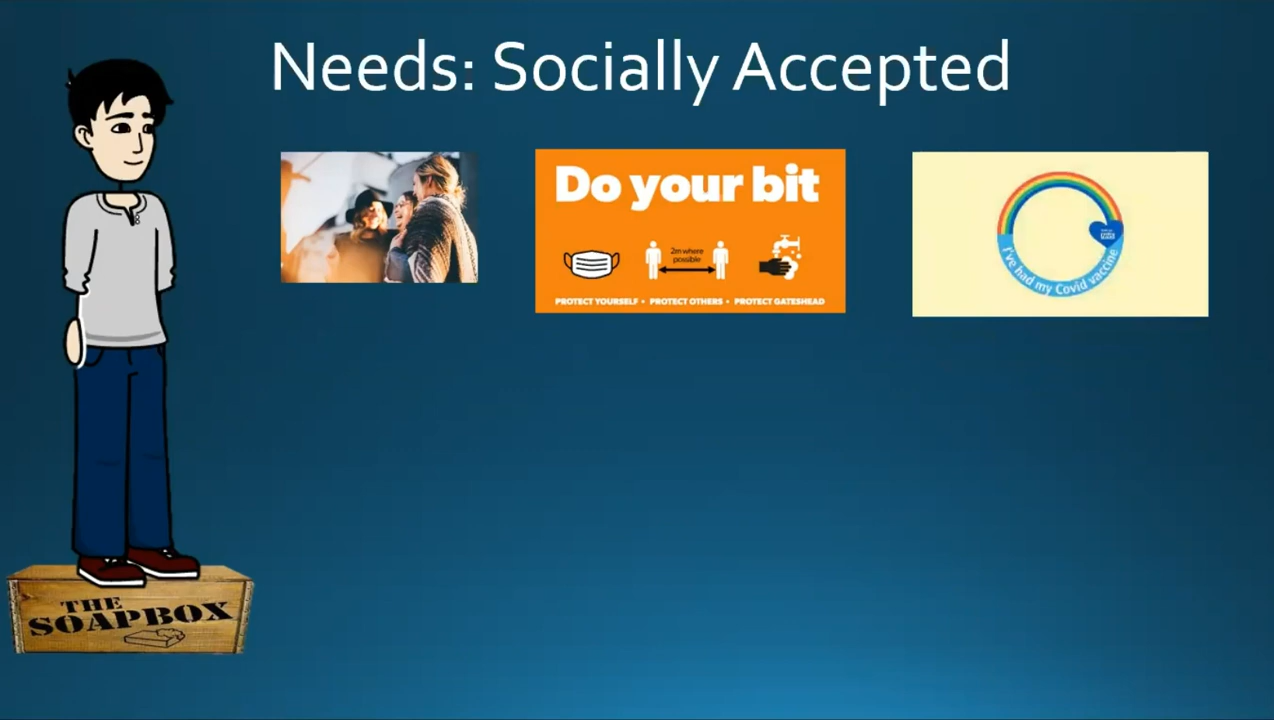 Needs: Socially Accepted
Do your bit
2m where
possible
PROTECT YOURSELF • PROTECT OTHERS • PROTECT GATESHEAD
I've had my Covid vaccine
THE
SOAPBOX